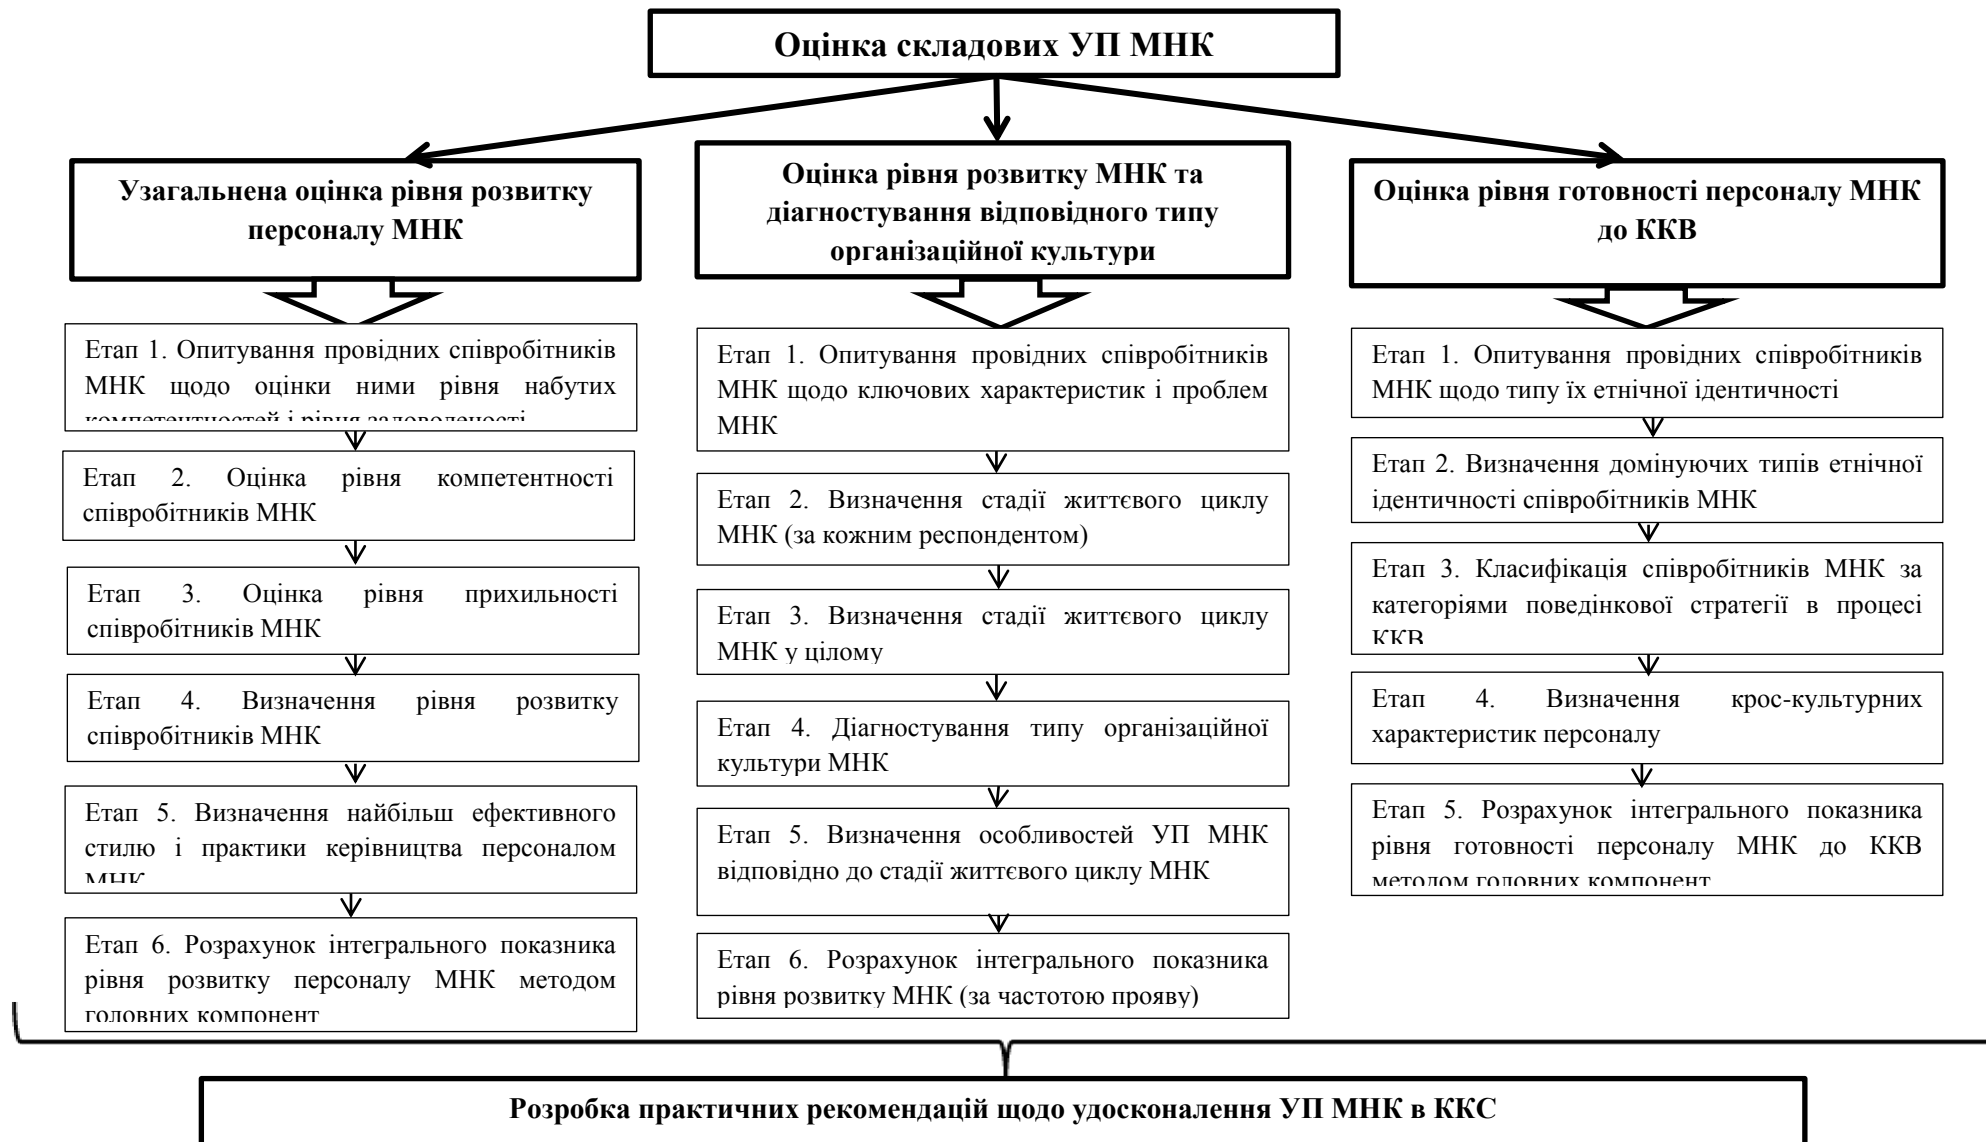 Оцінка складових УП МНК
Узагальнена оцінка рівня розвитку
персоналу МНК
Етап 1. Опитування провідних співробітників
МНК щодо оцінки ними рівня набутих
компетентностей і рівня задоволеності
Етап 2. Оцінка рівня компетентності
співробітників МНК
Етап 3. Оцінка рівня прихильності
співробітників МНК
Етап 4. Визначення рівня розвитку
співробітників МНК
Етап 5. Визначення найбільш ефективного
стилю і практики керівництва персоналом
МНК
Етап 6. Розрахунок інтегрального показника
рівня розвитку персоналу МНК методом
головних компонент
Оцінка рівня розвитку МНК та
діагностування відповідного типу
організаційної культури
Етап 1. Опитування провідних співробітників
МНК щодо ключових характеристик і проблем
МНК
Етап 2. Визначення стадії життєвого циклу
МНК (за кожним респондентом)
Етап 3. Визначення стадії життєвого циклу
МНК у цілому
Етап 4. Діагностування типу організаційної
культури МНК
Етап 5. Визначення особливостей УП МНК
відповідно до стадії життєвого циклу МНК
Етап 6. Розрахунок інтегрального показника
рівня розвитку МНК (за частотою прояву)
Оцінка рівня готовності персоналу МНК
до ККВ
Етап 1. Опитування провідних співробітників
МНК щодо типу їх етнічної ідентичності
Етап 2. Визначення домінуючих типів етнічної
ідентичності співробітників МНК
Етап 3. Класифікація співробітників МНК за
категоріями поведінкової стратегії в процесі
ККВ
Етап 4. Визначення крос-культурних
характеристик персоналу
Етап 5. Розрахунок інтегрального показника
рівня готовності персоналу МНК до ККВ
методом головних компонент
Розробка практичних рекомендацій щодо удосконалення УП МНК в ККС